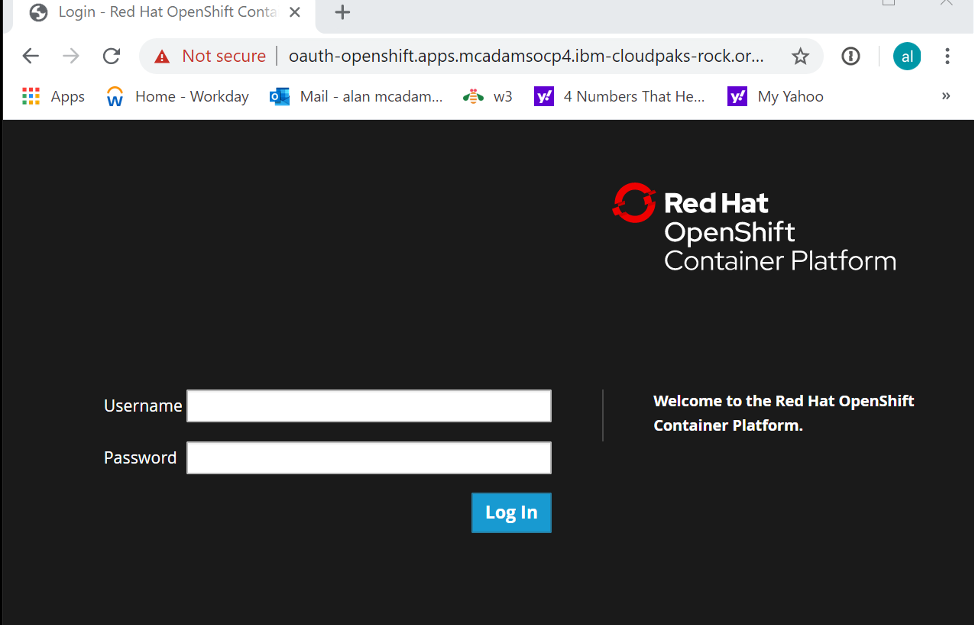 Login - Red Hat OpenShift Conta
Not secure oauth-openshift.apps.mcadamsocp4.ibm-cloudpaks-rock.or...
al
Apps Home - Workday Mail - alan mcadam... w3 4 Numbers That He... My Yahoo »
Red Hat
OpenShift
Container Platform
Username
Password
Log In
Welcome to the Red Hat OpenShift
Container Platform.